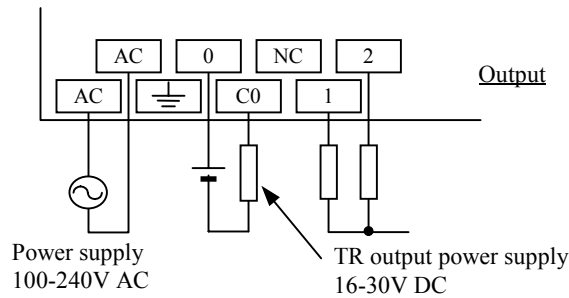 AC 0 NC 2
Output
AC C0 1
Power supply
100-240V AC
TR output power supply
16-30V DC